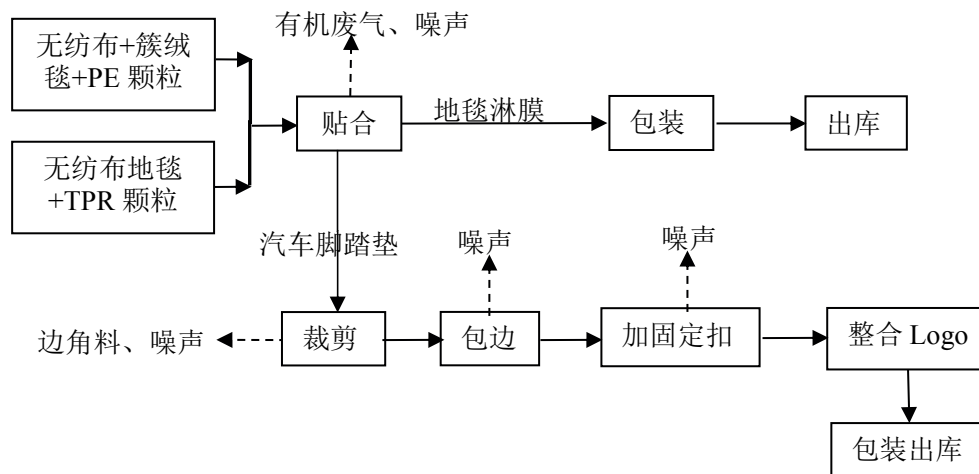 有机废气、噪声
无纺布+簇绒
毯+PE 颗粒
贴合
地毯淋膜
包装
出库
无纺布地毯
+TPR 颗粒
汽车脚踏垫
噪声
噪声
边角料、噪声
裁剪
包边
加固定扣
整合 Logo
包装出库